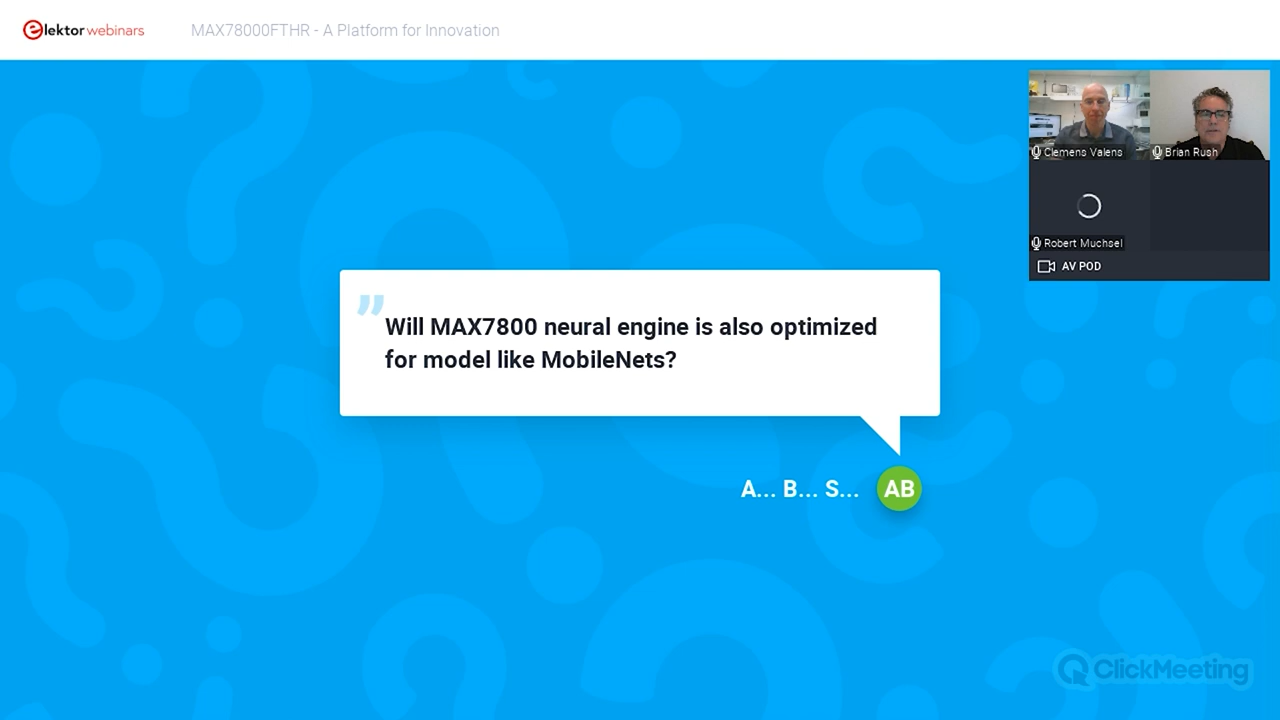 elektor webinars
MAX78000FTHR - A Platform for Innovation
Clemens Valens
Brian Rush
Robert Muchsel
AV POD
”
Will MAX7800 neural engine is also optimized
for model like MobileNets?
A... B... S...
AB
ClickMeeting